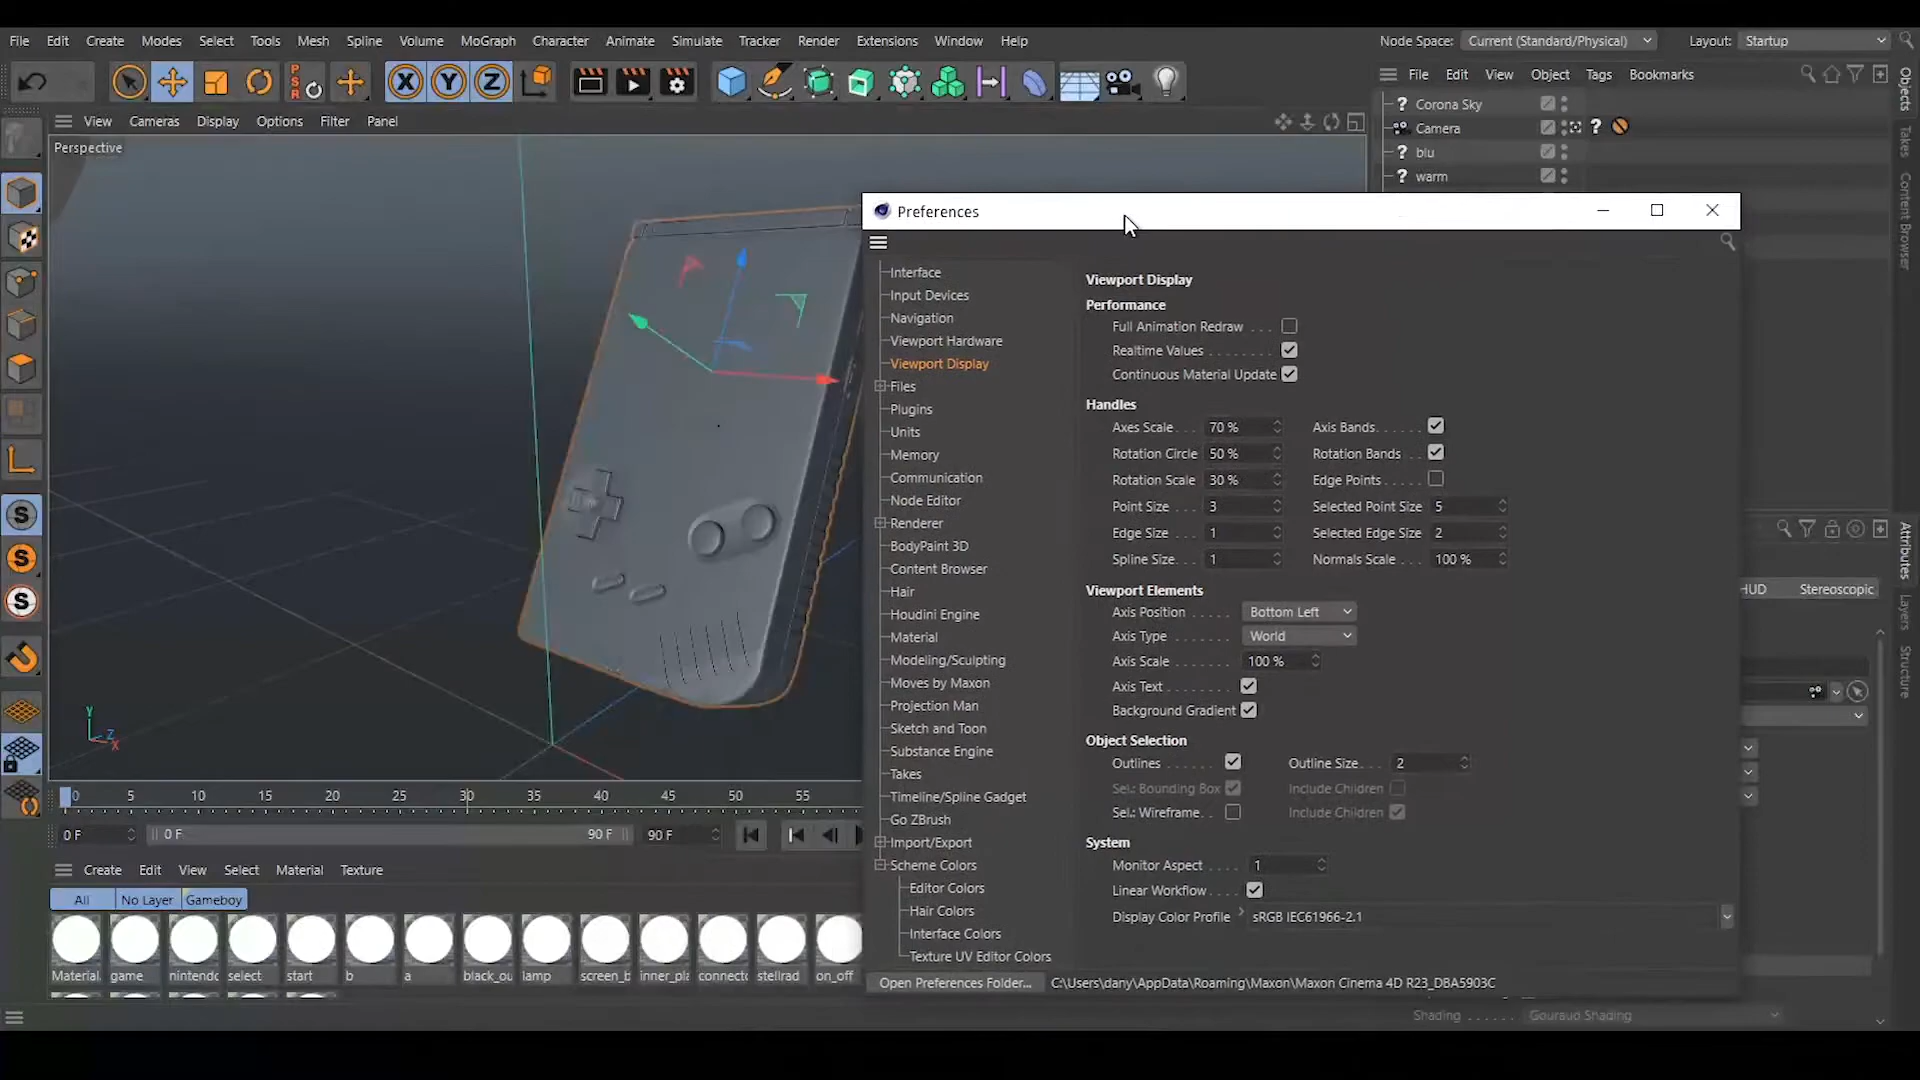 File Edit Create Modes Select Tools Mesh Spline Volume MoGraph Character Animate Simulate Tracker Render Extensions Window Help
Node Space: Current (Standard/Physical) Layout: Startup
File Edit View Object Tags Bookmarks
PSR
X Y Z
View Cameras Display Options Filter Panel
Perspective
Corona Sky
Camera
blu
warm
Objects
Takes
Content Browser
Preferences
Interface
Input Devices
Navigation
Viewport Hardware
Viewport Display
Files
Plugins
Units
Memory
Communication
Node Editor
Renderer
BodyPaint 3D
Content Browser
Hair
Houdini Engine
Material
Modeling/Sculpting
Moves by Maxon
Projection Man
Sketch and Toon
Substance Engine
Takes
Timeline/Spline Gadget
Go ZBrush
Import/Export
Scheme Colors
Editor Colors
Hair Colors
Interface Colors
Texture UV Editor Colors
Viewport Display
Performance
Full Animation Redraw . . .
Realtime Values . . . . . . . .
Continuous Material Update
Handles
Axes Scale . . . 70 % Axis Bands. . . . . .
Rotation Circle 50 % Rotation Bands . .
Rotation Scale 30 % Edge Points . . . . .
Point Size . . . 3 Selected Point Size 5
Edge Size . . . 1 Selected Edge Size 2
Spline Size . . . 1 Normals Scale . . . 100 %
Viewport Elements
Axis Position . . . . . Bottom Left
Axis Type . . . . . . . World
Axis Scale . . . . . . . 100 %
Axis Text . . . . . . .
Background Gradient
Object Selection
Outlines . . . . . . Outline Size. . . 2
Sel.: Bounding Box Include Children
Sel.: Wireframe. . Include Children
System
Monitor Aspect . . . . 1
Linear Workflow . . . .
Display Color Profile sRGB IEC61966-2.1
Open Preferences Folder... C:\Users\dany\AppData\Roaming\Maxon\Maxon Cinema 4D R23_DBA5903C
HUD Stereoscopic
Attributes
Layers
Structure
Y
Z
X
S
S
S
0 5 10 15 20 25 30 35 40 45 50 55
0 F 0 F 90 F 90 F
Create Edit View Select Material Texture
All No Layer Gameboy
Material game nintendo select start b a black_ou lamp screen_b inner_pla connecto stellrad on_off
Shading . . . . . . Gouraud Shading